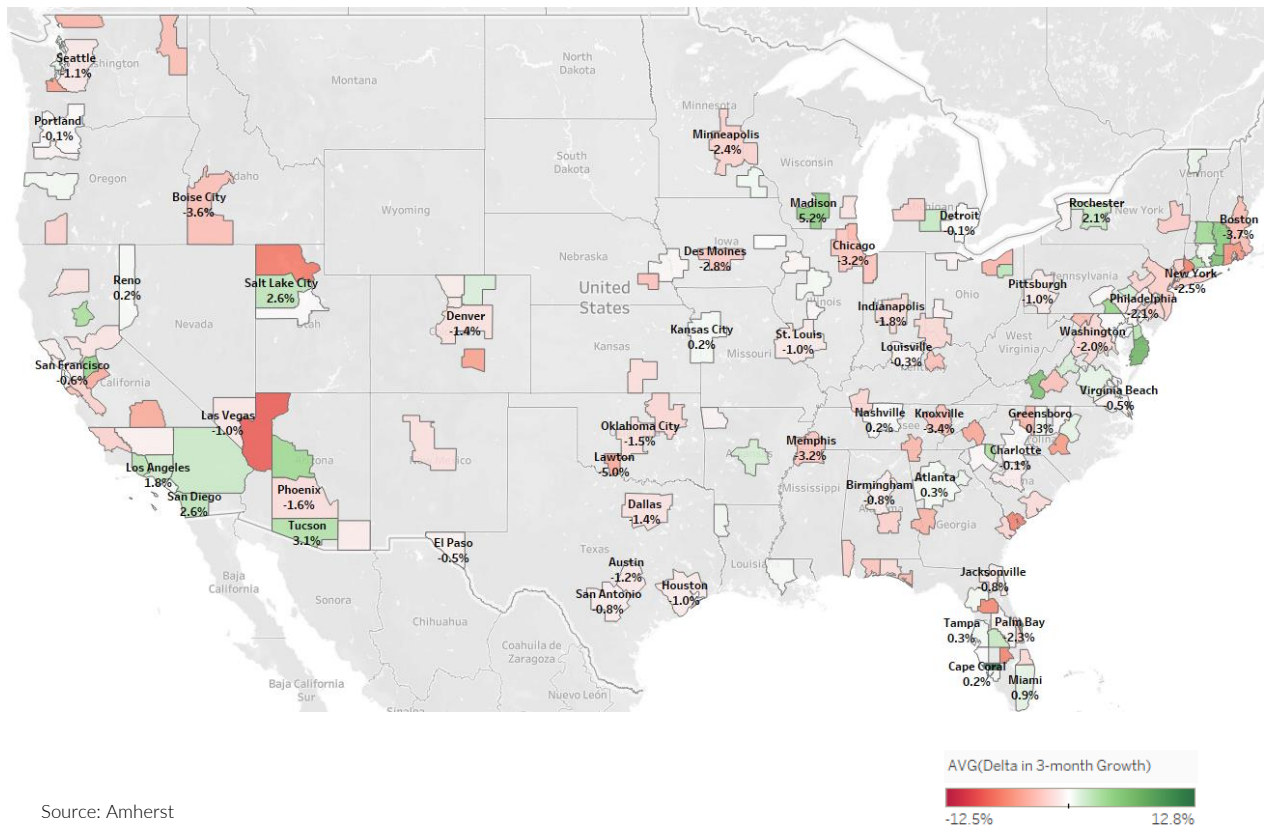 Seattle
-1.1%
shington
Portland
-0.1%
Oregon
Boise City
-3.6%
daho
Montana
North
Dakota
South
Dakota
Wyoming
Nebraska
Minnesota
Minneapolis
-2.4%
Wisconsin
Madison
5.2%
Iowa
Des Moines
-2.8%
Chicago
-3.2%
Detroit
-0.1%
Rochester
2.1%
New York
Vermont
Boston
-3.7%
New York
-2.5%
Pennsylvania
Pittsburgh
-1.0%
Philadelphia
-2.1%
Ohio
Indianapolis
-1.8%
Illinois
Reno
0.2%
Nevada
Salt Lake City
2.6%
Utah
Denver
-1.4%
United
States
Kansas City
0.2%
Kansas
Missouri
St. Louis
-1.0%
Louisville
-0.3%
West
Virginia
Washington
-2.0%
Virginia Beach
-0.5%
San Francisco
-0.6%
California
Las Vegas
-1.0%
Los Angeles
1.8%
San Diego
2.6%
Phoenix
-1.6%
Tucson
3.1%
El Paso
-0.5%
Oklahoma City
-1.5%
Lawton
-5.0%
Dallas
-1.4%
Texas
Austin
-1.2%
San Antonio
-0.8%
Houston
-1.0%
Memphis
-3.2%
Mississippi
Nashville
0.2%
Knoxville
-3.4%
Greensboro
0.3%
Charlotte
-0.1%
Birmingham
-0.8%
Atlanta
0.3%
Georgia
Jacksonville
-0.8%
Tampa
0.3%
Palm Bay
-2.3%
Cape Coral
0.2%
Miami
0.9%
Baja
California
Sonora
Chihuahua
Coahuila de
Zaragoza
Nuevo León
Baja California
Sur
AVG(Delta in 3-month Growth)
-12.5%
12.8%
Source: Amherst